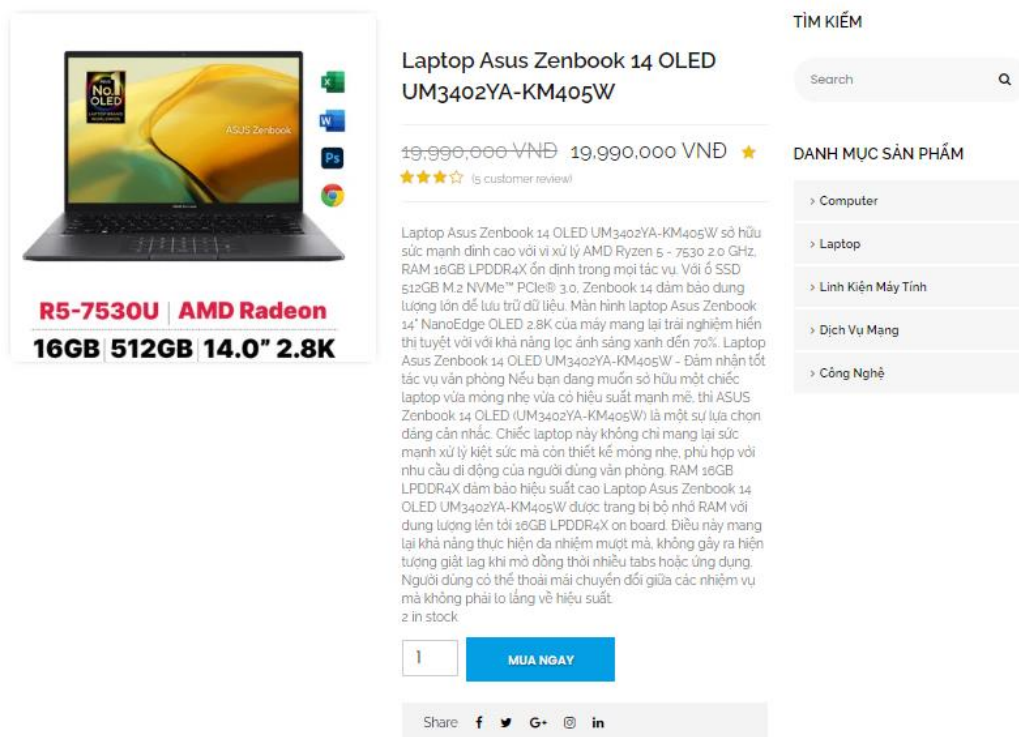 No.1
OLED
ASUS Zenbook
R5-7530U AMD Radeon
16GB 512GB 14.0" 2.8K
Laptop Asus Zenbook 14 OLED
UM3402YA-KM405W
19,990,000 VNĐ 19,990,000 VNĐ
(5 customer review)
Laptop Asus Zenbook 14 OLED UM3402YA-KM405W sở hữu
sức mạnh đỉnh cao với vi xử lý AMD Ryzen 5 - 7530 2.0 GHz,
RAM 16GB LPDDR4X ổn định trong mọi tác vụ. Với ổ SSD
512GB M.2 NVMe™ PCIe® 3.0, Zenbook 14 đảm bảo dung
lượng lớn để lưu trữ dữ liệu. Màn hình laptop Asus Zenbook
14" NanoEdge OLED 2.8K của máy mang lại trải nghiệm hiển
thị tuyệt vời với khả năng lọc ánh sáng xanh đến 70%. Laptop
Asus Zenbook 14 OLED UM3402YA-KM405W - Đảm nhận tốt
tác vụ văn phòng Nếu bạn đang muốn sở hữu một chiếc
laptop vừa mỏng nhẹ vừa có hiệu suất mạnh mẽ, thì ASUS
Zenbook 14 OLED (UM3402YA-KM405W) là một sự lựa chọn
đáng cân nhắc. Chiếc laptop này không chỉ mang lại sức
mạnh xử lý kiệt sức mà còn thiết kế mỏng nhẹ, phù hợp với
nhu cầu di động của người dùng văn phòng. RAM 16GB
LPDDR4X đảm bảo hiệu suất cao Laptop Asus Zenbook 14
OLED UM3402YA-KM405W được trang bị bộ nhớ RAM với
dung lượng lên tới 16GB LPDDR4X on board. Điều này mang
lại khả năng thực hiện đa nhiệm mượt mà, không gây ra hiện
tượng giật lag khi mở đồng thời nhiều tabs hoặc ứng dụng.
Người dùng có thể thoải mái chuyển đổi giữa các nhiệm vụ
mà không phải lo lắng về hiệu suất.
2 in stock
1
MUA NGAY
Share
TÌM KIẾM
Search
DANH MỤC SẢN PHẨM
> Computer
> Laptop
> Linh Kiện Máy Tính
> Dịch Vụ Mạng
> Công Nghệ